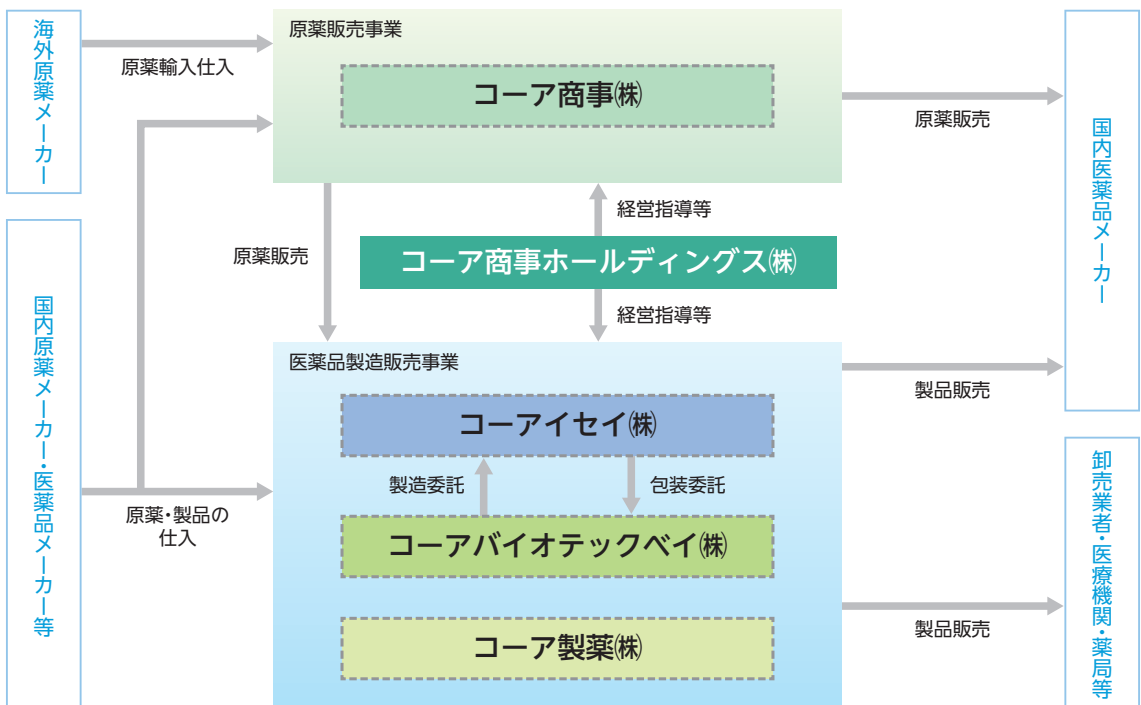 海外原薬メーカー
原薬輸入仕入
原薬販売事業
コーア商事㈱
原薬販売
国内医薬品メーカー
経営指導等
原薬販売
コーア商事ホールディングス㈱
経営指導等
国内原薬メーカー・医薬品メーカー等
原薬・製品の
仕入
医薬品製造販売事業
コーアイセイ㈱
製造委託
包装委託
コーアバイオテックベイ㈱
コーア製薬㈱
製品販売
卸売業者・医療機関・薬局等
製品販売